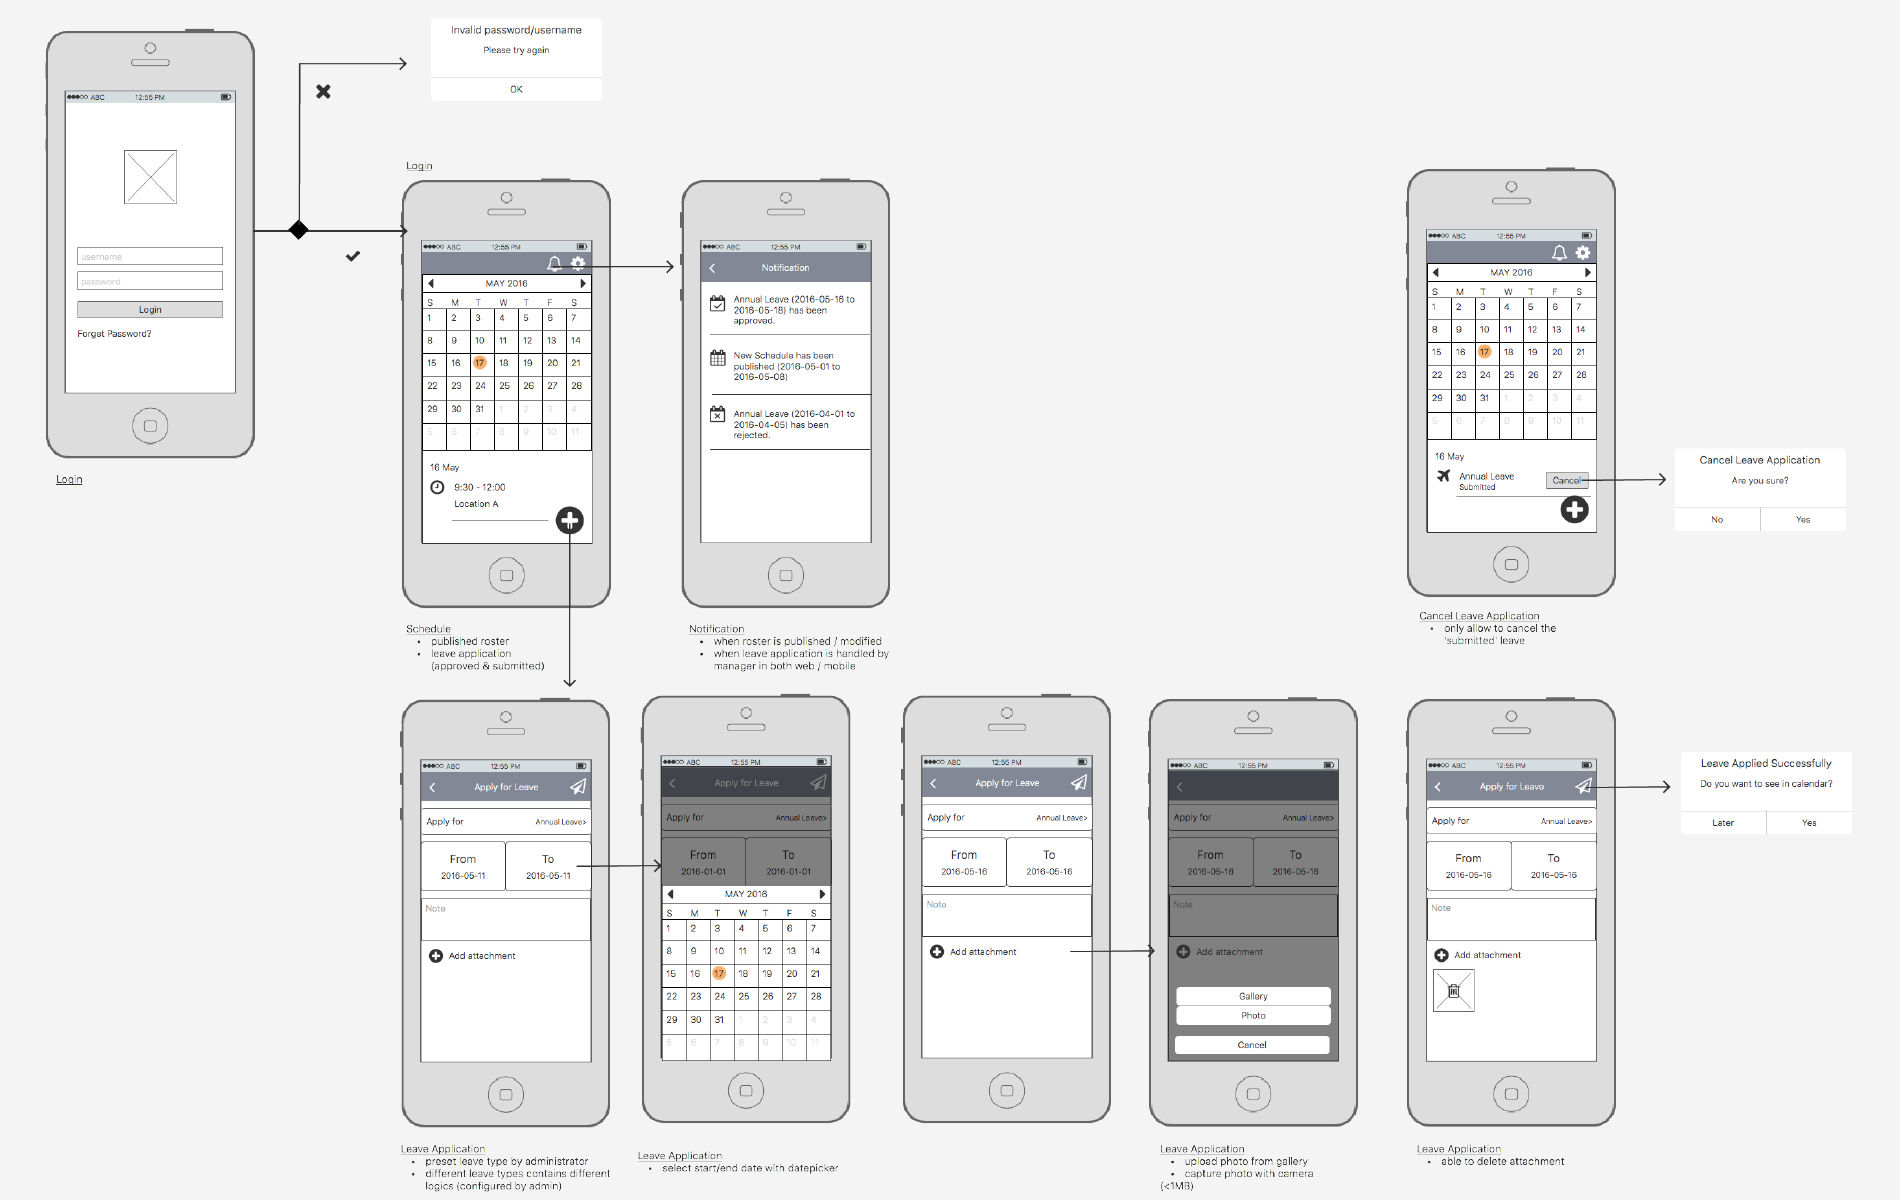 Invalid password/username
Please try again
OK
●●●○○ ABC 12:55 PM
username
password
Login
Forget Password?
Login
Login
●●●○○ ABC 12:55 PM
MAY 2016
S M T W T F S
1 2 3 4 5 6 7
8 9 10 11 12 13 14
15 16 17 18 19 20 21
22 23 24 25 26 27 28
29 30 31 1 2 3 4
5 6 7 8 9 10 11
16 May
9:30 - 12:00
Location A
Schedule
• published roster
• leave application
(approved & submitted)
●●●○○ ABC 12:55 PM
Notification
Annual Leave (2016-05-16 to
2016-05-18) has been
approved.
New Schedule has been
published (2016-05-01 to
2016-05-08)
Annual Leave (2016-04-01 to
2016-04-05) has been
rejected.
Notification
• when roster is published / modified
• when leave application is handled by
manager in both web / mobile
●●●○○ ABC 12:55 PM
MAY 2016
S M T W T F S
1 2 3 4 5 6 7
8 9 10 11 12 13 14
15 16 17 18 19 20 21
22 23 24 25 26 27 28
29 30 31 1 2 3 4
5 6 7 8 9 10 11
16 May
Annual Leave
Submitted
Cancel
Cancel Leave Application
• only allow to cancel the
'submitted' leave
Cancel Leave Application
Are you sure?
No Yes
●●●○○ ABC 12:55 PM
Apply for Leave
Apply for Annual Leave>
From To
2016-05-11 2016-05-11
Note
Add attachment
Leave Application
• preset leave type by administrator
• different leave types contains different
logics (configured by admin)
●●●○○ ABC 12:55 PM
Apply for Leave
Apply for Annual Leave>
From To
2016-01-01 2016-01-01
MAY 2016
S M T W T F S
1 2 3 4 5 6 7
8 9 10 11 12 13 14
15 16 17 18 19 20 21
22 23 24 25 26 27 28
29 30 31 1 2 3 4
5 6 7 8 9 10 11
Leave Application
• select start/end date with datepicker
●●●○○ ABC 12:55 PM
Apply for Leave
Apply for Annual Leave>
From To
2016-05-16 2016-05-16
Note
Add attachment
●●●○○ ABC 12:55 PM
Apply for Annual Leave>
From To
2016-05-16 2016-05-16
Note
Add attachment
Gallery
Photo
Cancel
Leave Application
• upload photo from gallery
• capture photo with camera
(<1MB)
●●●○○ ABC 12:55 PM
Apply for Leave
Apply for Annual Leave>
From To
2016-05-16 2016-05-16
Note
Add attachment
Leave Application
• able to delete attachment
Leave Applied Successfully
Do you want to see in calendar?
Later Yes